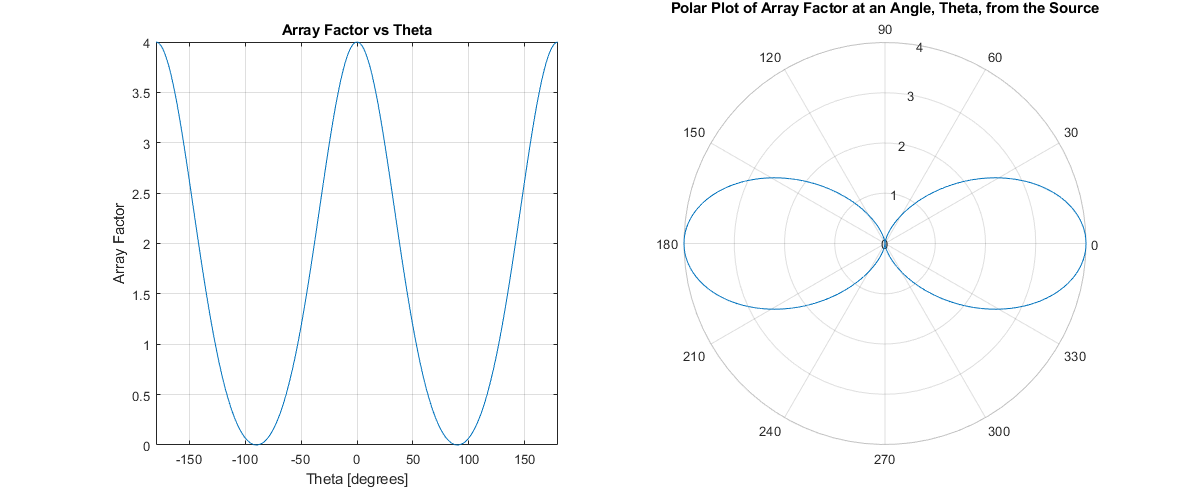 Array Factor vs Theta
4
3.5
3
2.5
2
1.5
1
0.5
0
Array Factor
-150 -100 -50 0 50 100 150
Theta [degrees]
Polar Plot of Array Factor at an Angle, Theta, from the Source
90
120 4 60
3
150 2 30
1
180 0 0
210 330
240 300
270